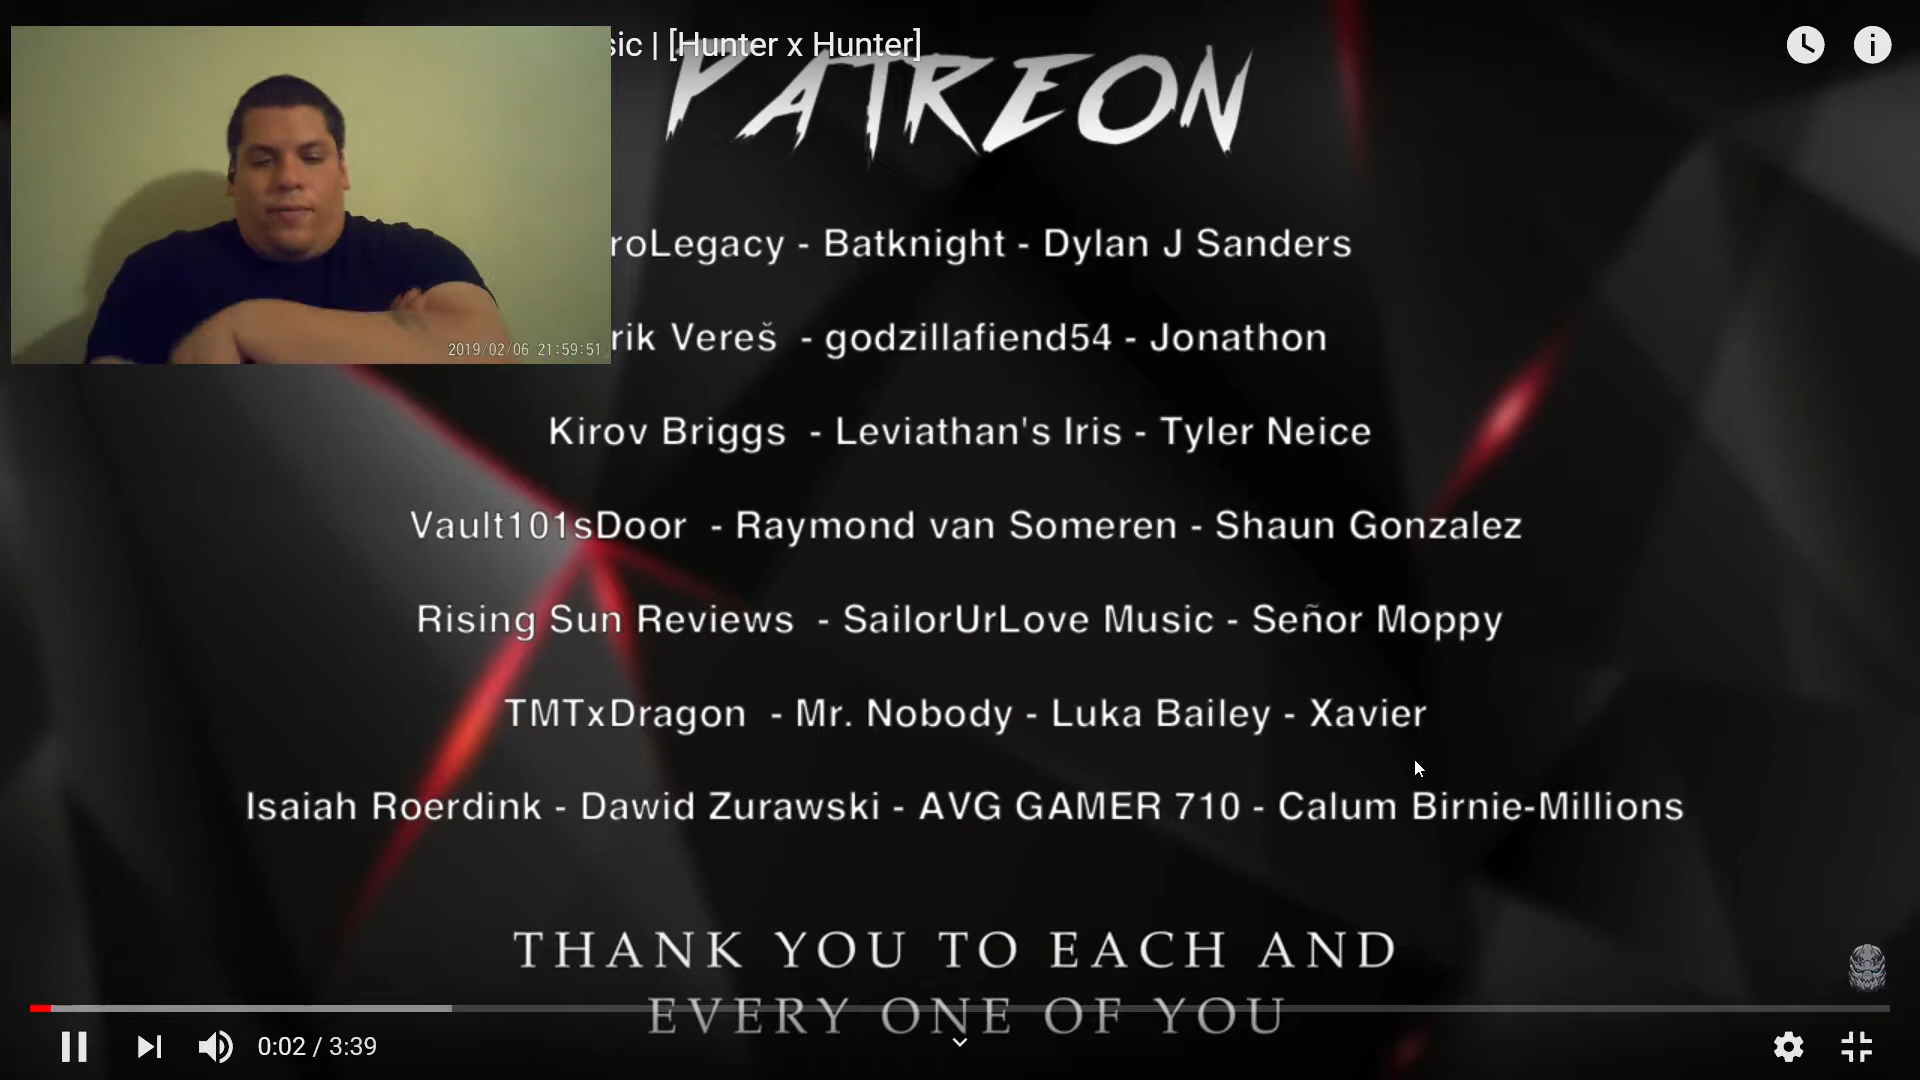 sic | [Hunter x Hunter]
PATREON
roLegacy - Batknight - Dylan J Sanders
rik Vereš - godzillafiend54 - Jonathon
2019/02/06 21:59:51
Kirov Briggs - Leviathan's Iris - Tyler Neice
Vault101sDoor - Raymond van Someren - Shaun Gonzalez
Rising Sun Reviews - SailorUrLove Music - Señor Moppy
TMTxDragon - Mr. Nobody - Luka Bailey - Xavier
Isaiah Roerdink - Dawid Zurawski - AVG GAMER 710 - Calum Birnie-Millions
THANK YOU TO EACH AND
EVERY ONE OF YOU
0:02 / 3:39